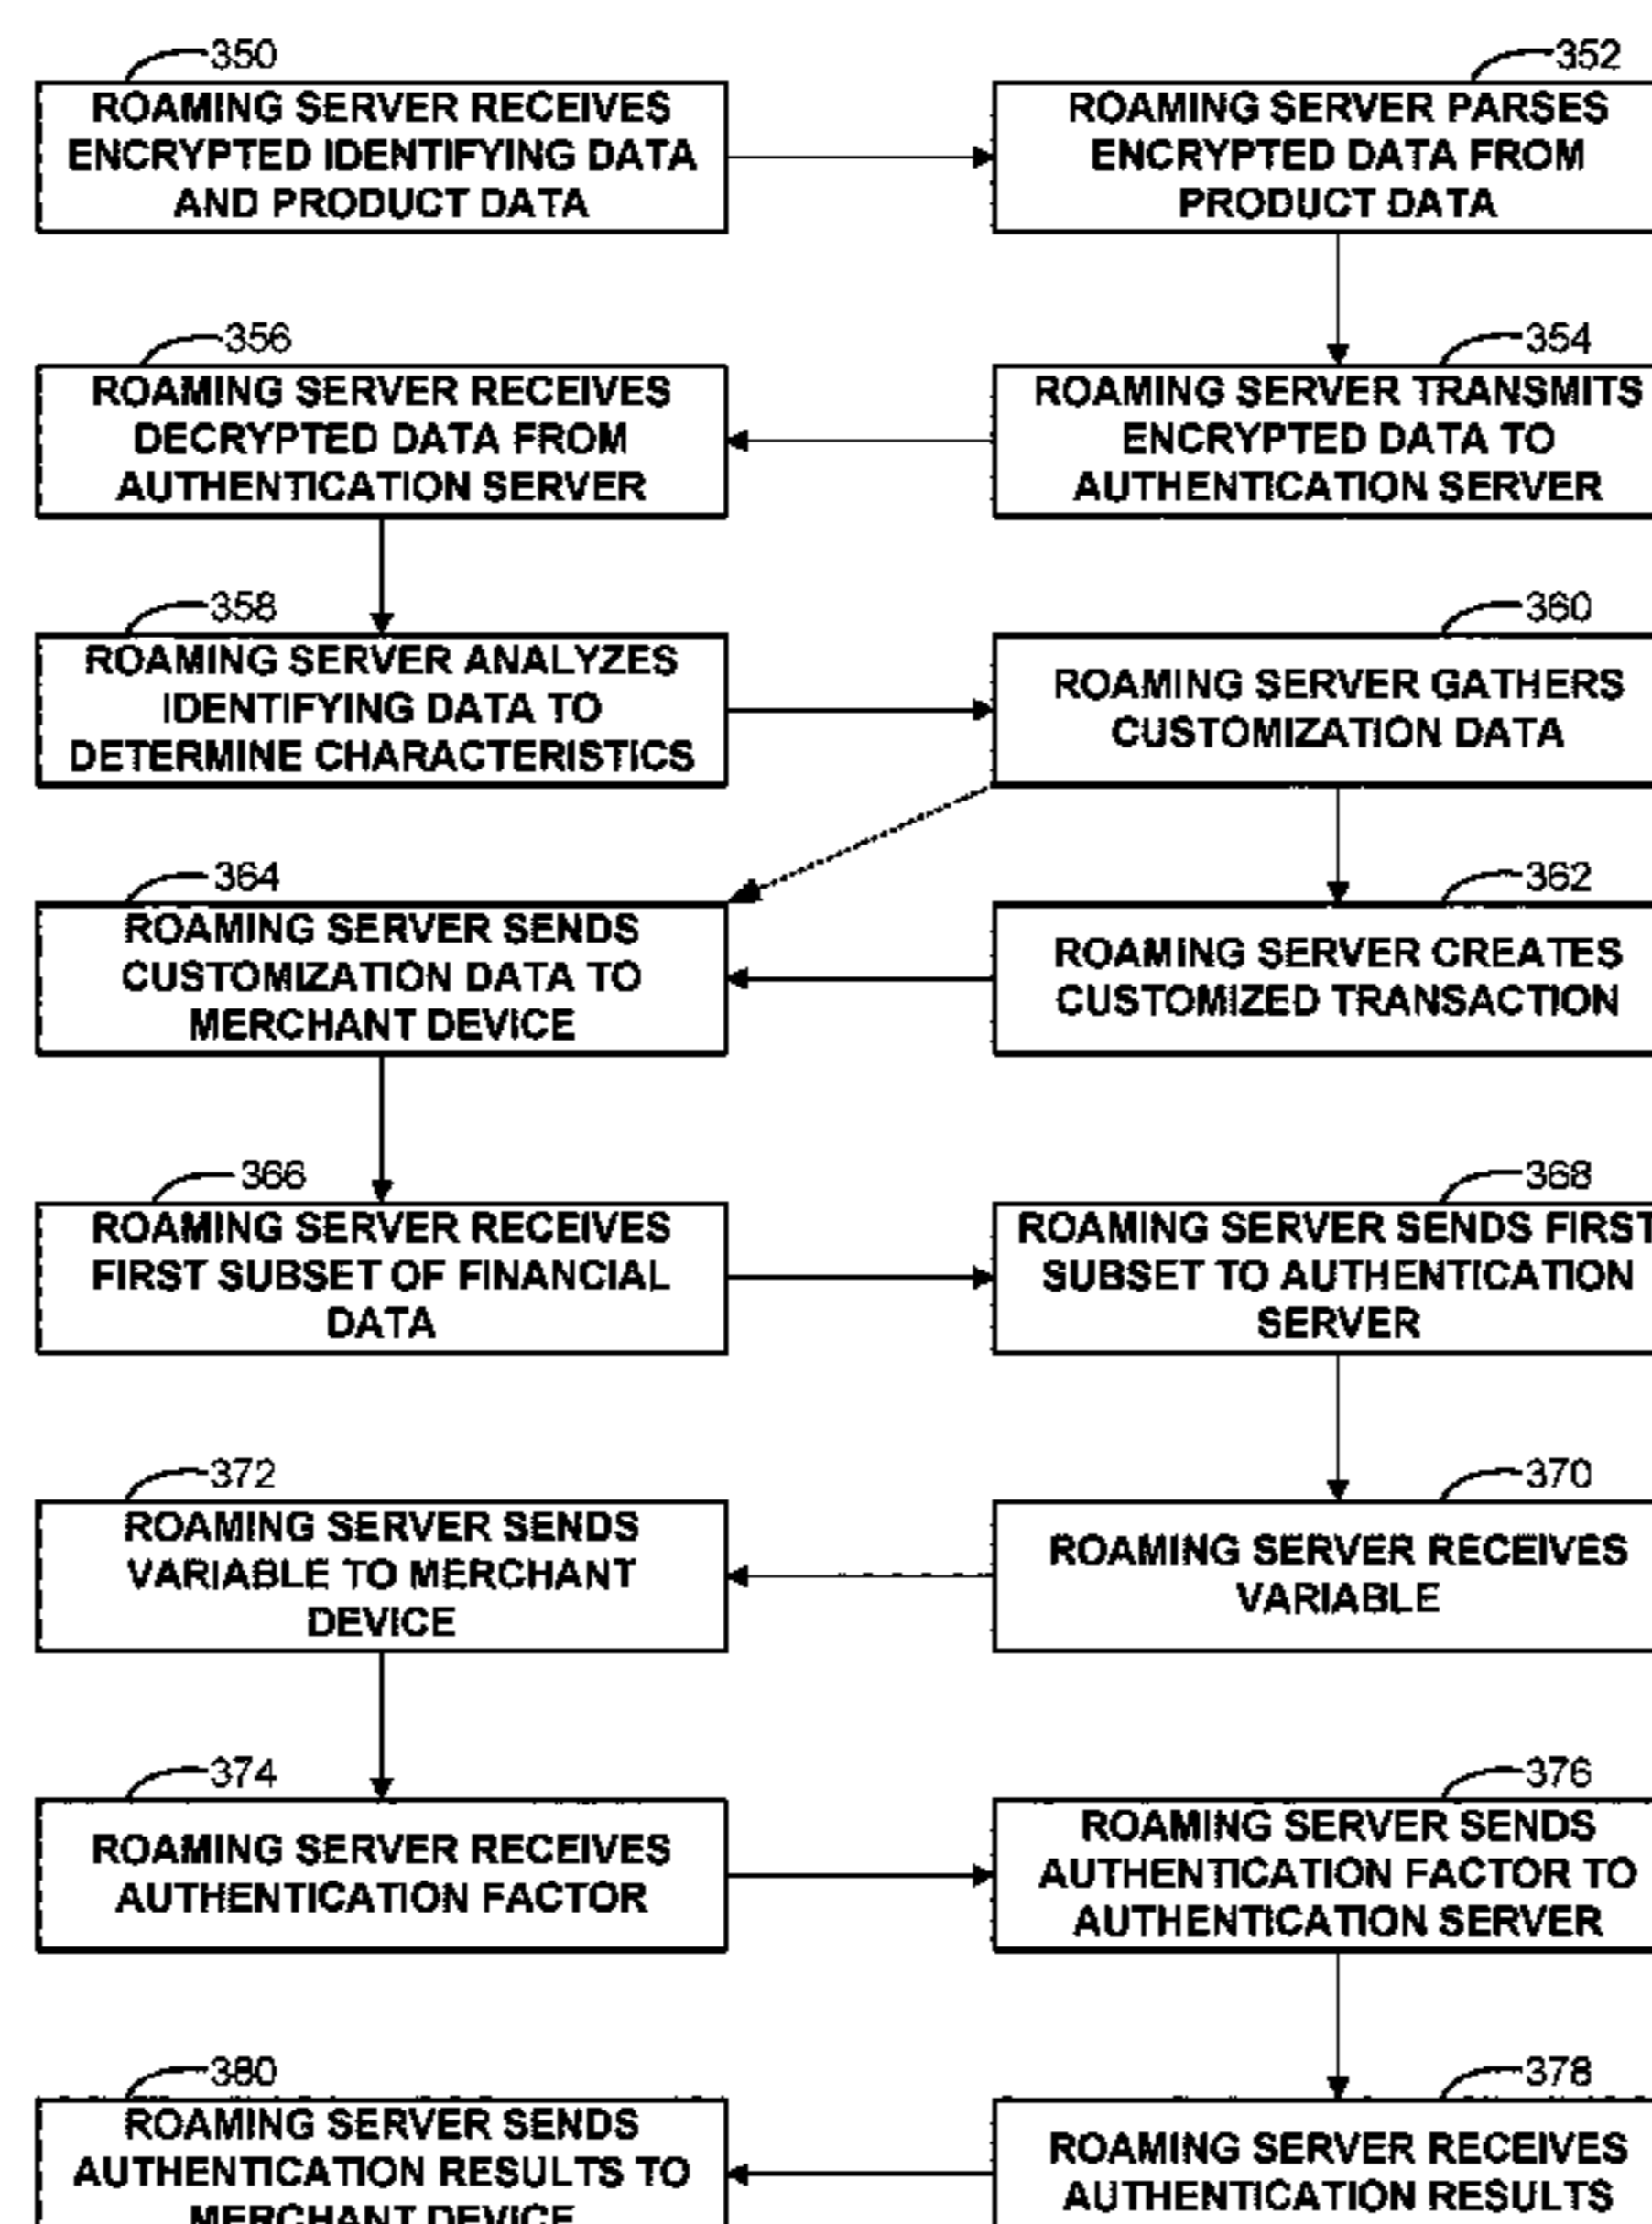 350
ROAMING SERVER RECEIVES
ENCRYPTED IDENTIFYING DATA
AND PRODUCT DATA
352
ROAMING SERVER PARSES
ENCRYPTED DATA FROM
PRODUCT DATA
354
ROAMING SERVER TRANSMITS
ENCRYPTED DATA TO
AUTHENTICATION SERVER
356
ROAMING SERVER RECEIVES
DECRYPTED DATA FROM
AUTHENTICATION SERVER
358
ROAMING SERVER ANALYZES
IDENTIFYING DATA TO
DETERMINE CHARACTERISTICS
360
ROAMING SERVER GATHERS
CUSTOMIZATION DATA
362
ROAMING SERVER CREATES
CUSTOMIZED TRANSACTION
364
ROAMING SERVER SENDS
CUSTOMIZATION DATA TO
MERCHANT DEVICE
366
ROAMING SERVER RECEIVES
FIRST SUBSET OF FINANCIAL
DATA
368
ROAMING SERVER SENDS FIRST
SUBSET TO AUTHENTICATION
SERVER
370
ROAMING SERVER RECEIVES
VARIABLE
372
ROAMING SERVER SENDS
VARIABLE TO MERCHANT
DEVICE
374
ROAMING SERVER RECEIVES
AUTHENTICATION FACTOR
376
ROAMING SERVER SENDS
AUTHENTICATION FACTOR TO
AUTHENTICATION SERVER
378
ROAMING SERVER RECEIVES
AUTHENTICATION RESULTS
380
ROAMING SERVER SENDS
AUTHENTICATION RESULTS TO
MERCHANT DEVICE